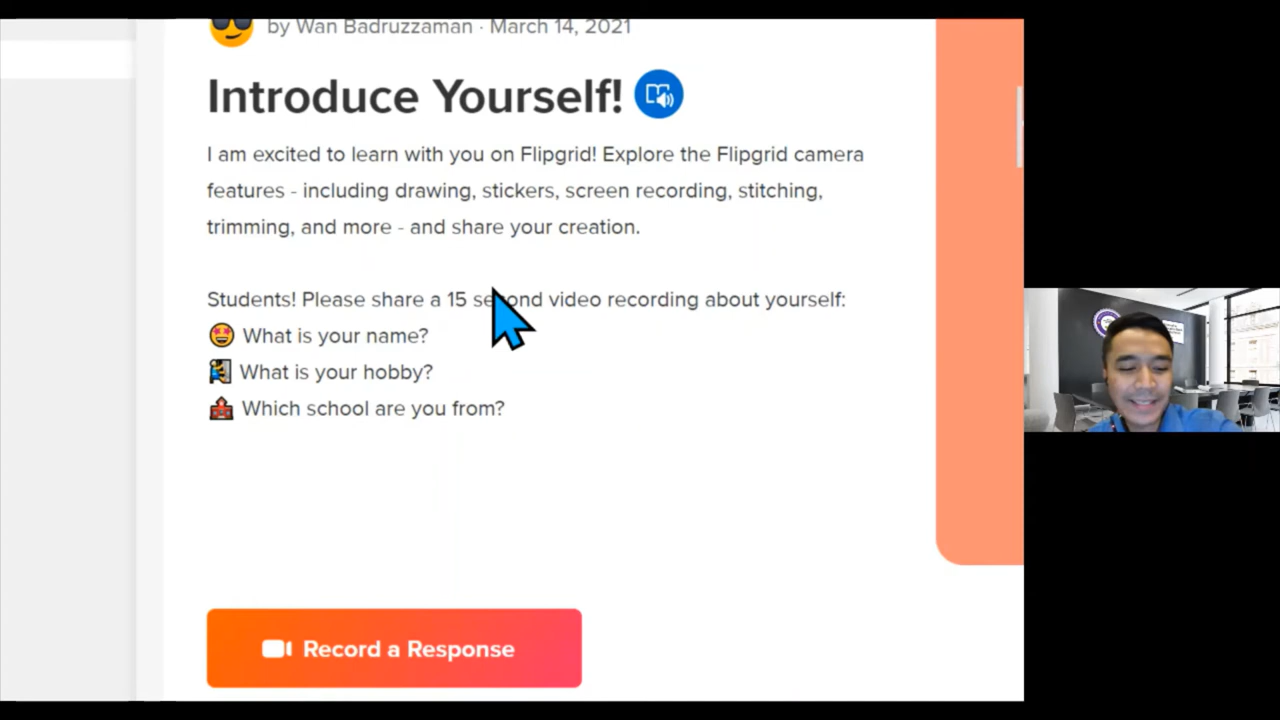 by Wan Badruzzaman · March 14, 2021
Introduce Yourself!
I am excited to learn with you on Flipgrid! Explore the Flipgrid camera
features - including drawing, stickers, screen recording, stitching,
trimming, and more - and share your creation.
Students! Please share a 15 second video recording about yourself:
What is your name?
What is your hobby?
Which school are you from?
Record a Response